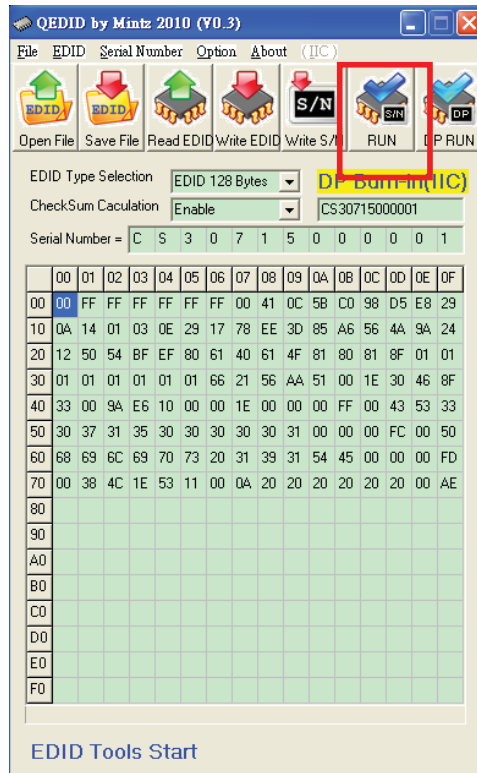 QEDID by Mintz 2010 (V0.3)
File EDID Serial Number Option About (IIC)
EDID EDID S/N S/N DP
Open File Save File Read EDID Write EDID Write S/N RUN DP RUN
EDID Type Selection EDID 128 Bytes DP Burn-In(IIC)
CheckSum Caculation Enable CS30715000001
Serial Number = C S 3 0 7 1 5 0 0 0 0 0 1
00 01 02 03 04 05 06 07 08 09 0A 0B 0C 0D 0E 0F
00 00 FF FF FF FF FF FF 00 41 0C 5B C0 98 D5 E8 29
10 0A 14 01 03 0E 29 17 78 EE 3D 85 A6 56 4A 9A 24
20 12 50 54 BF EF 80 61 40 61 4F 81 80 81 8F 01 01
30 01 01 01 01 01 01 66 21 56 AA 51 00 1E 30 46 8F
40 33 00 9A E6 10 00 00 1E 00 00 00 FF 00 43 53 33
50 30 37 31 35 30 30 30 30 30 31 00 00 00 FC 00 50
60 68 69 6C 69 70 73 20 31 39 31 54 45 00 00 00 FD
70 00 38 4C 1E 53 11 00 0A 20 20 20 20 20 20 00 AE
80
90
A0
B0
C0
D0
E0
F0
EDID Tools Start